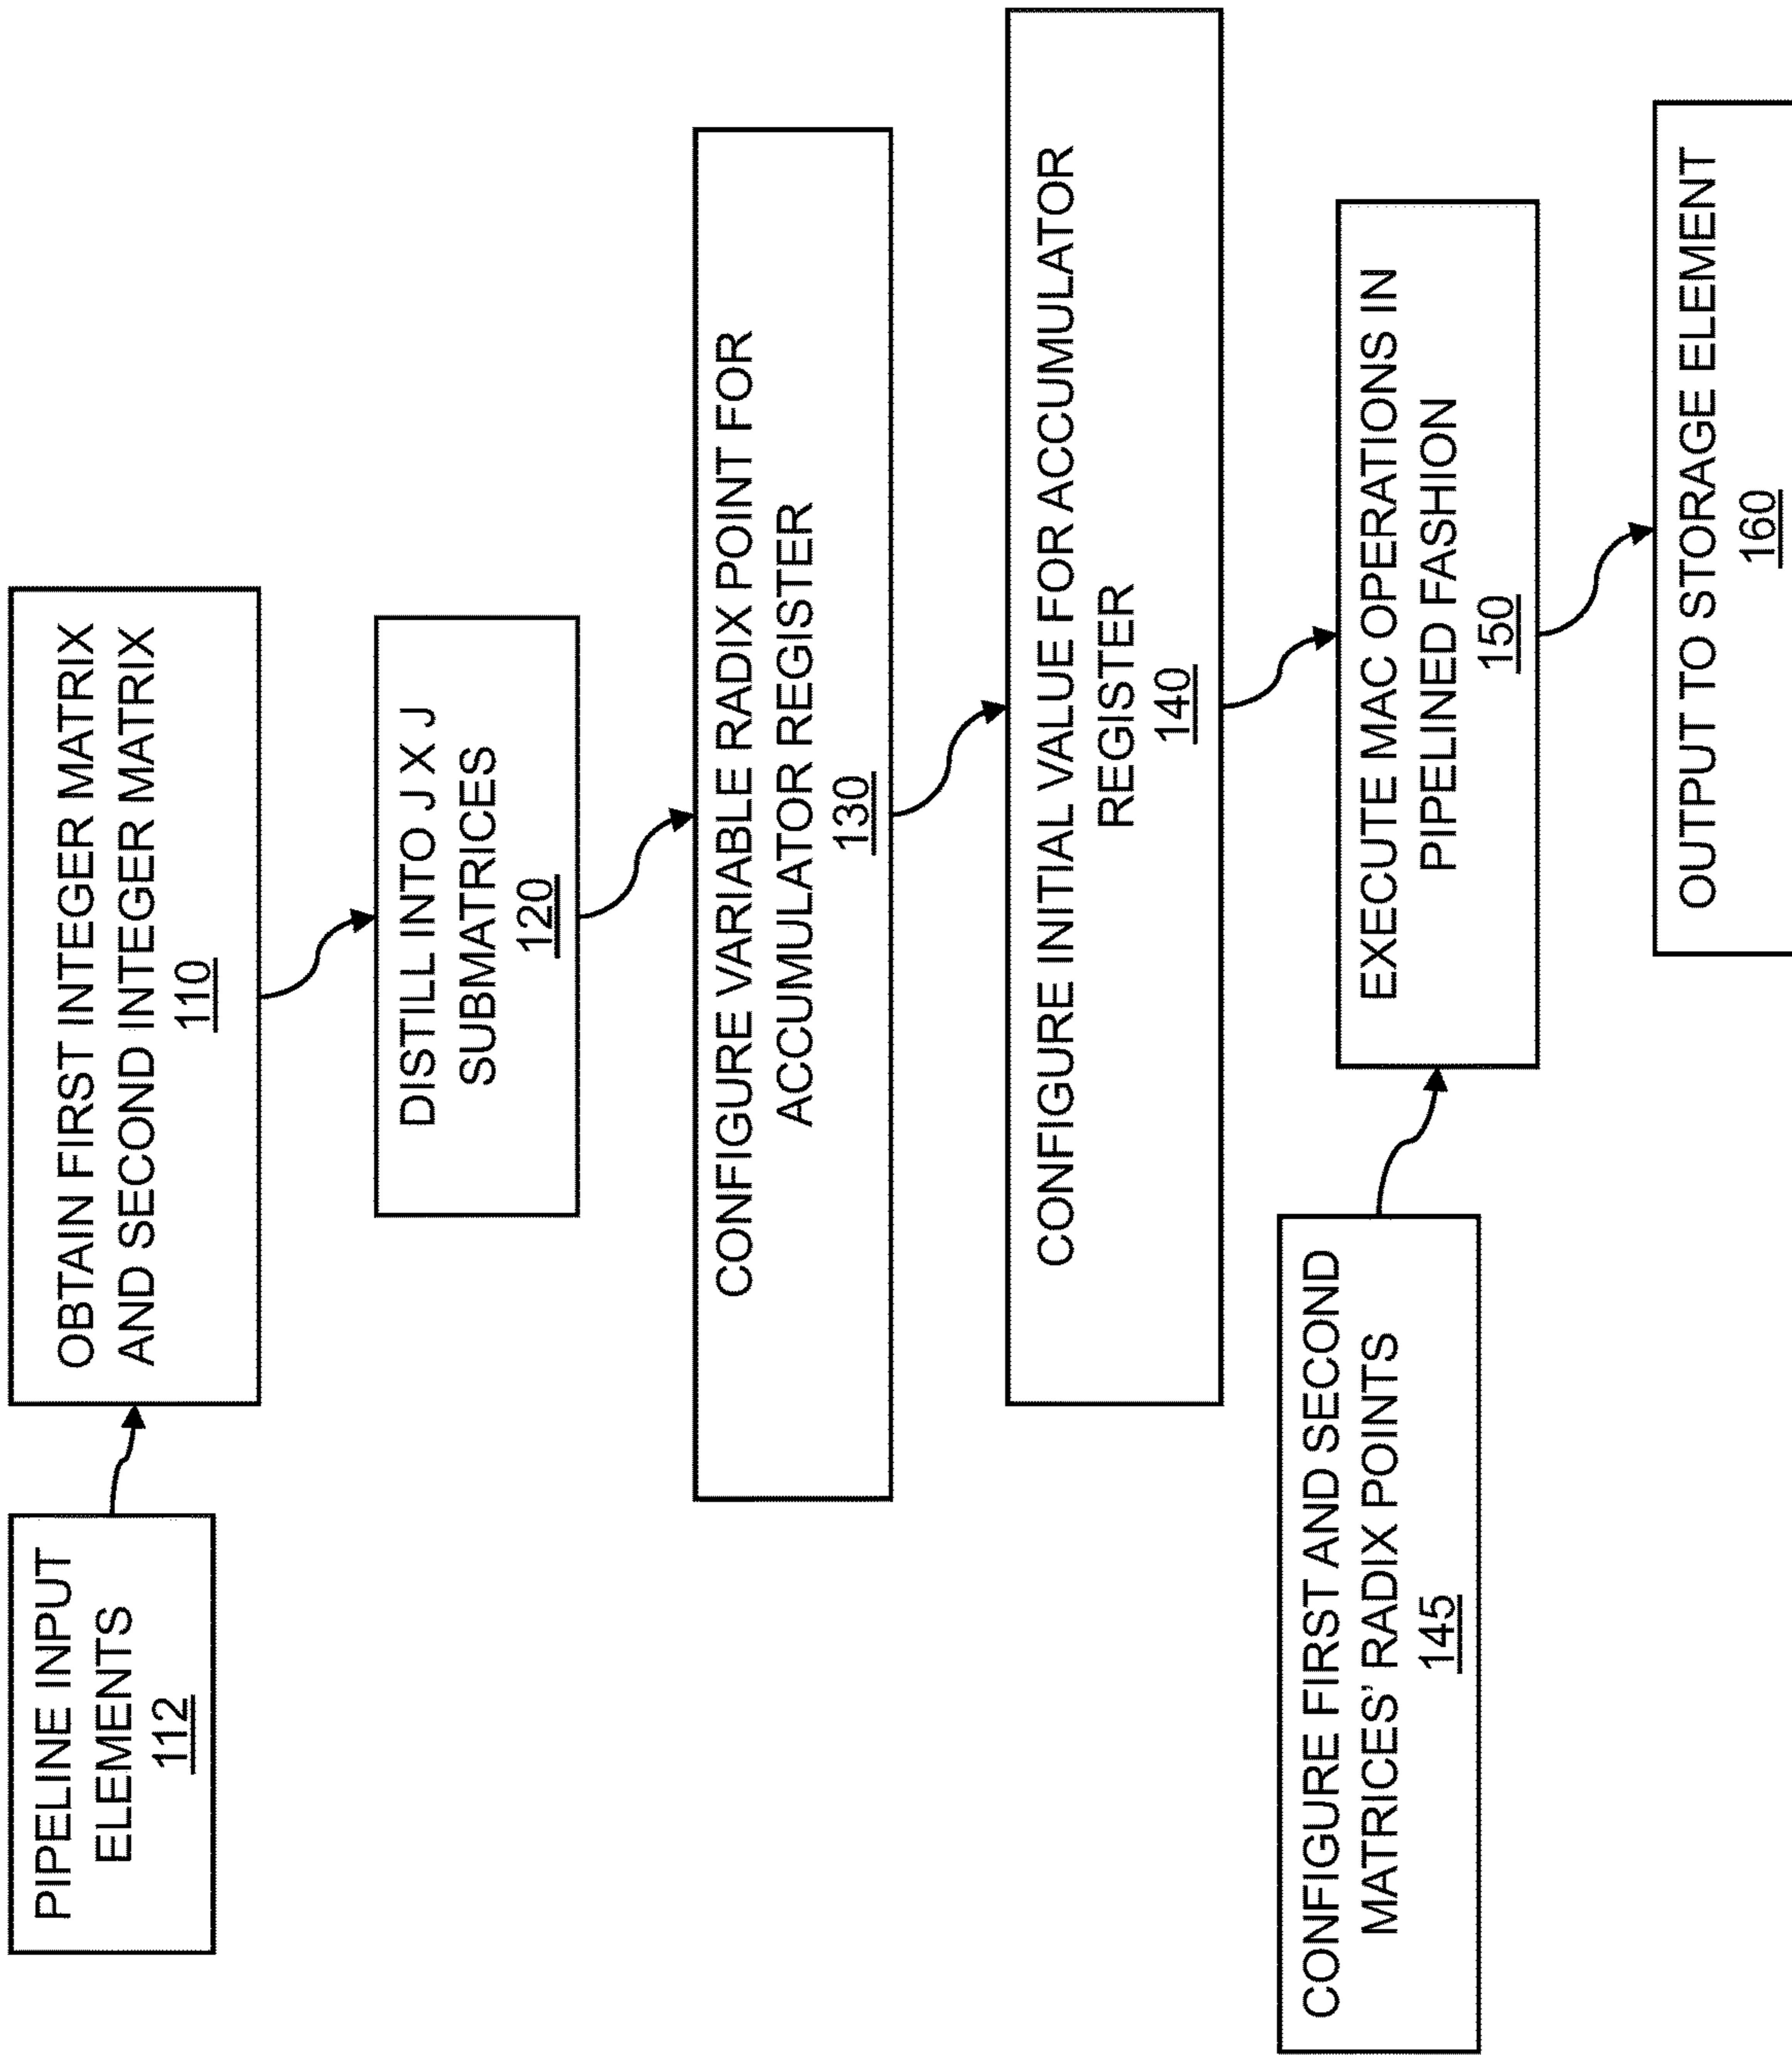 PIPELINE INPUT
ELEMENTS
112
OBTAIN FIRST INTEGER MATRIX
AND SECOND INTEGER MATRIX
110
DISTILL INTO J X J
SUBMATRICES
120
CONFIGURE VARIABLE RADIX POINT FOR
ACCUMULATOR REGISTER
130
CONFIGURE INITIAL VALUE FOR ACCUMULATOR
REGISTER
140
CONFIGURE FIRST AND SECOND
MATRICES’ RADIX POINTS
145
EXECUTE MAC OPERATIONS IN
PIPELINED FASHION
150
OUTPUT TO STORAGE ELEMENT
160